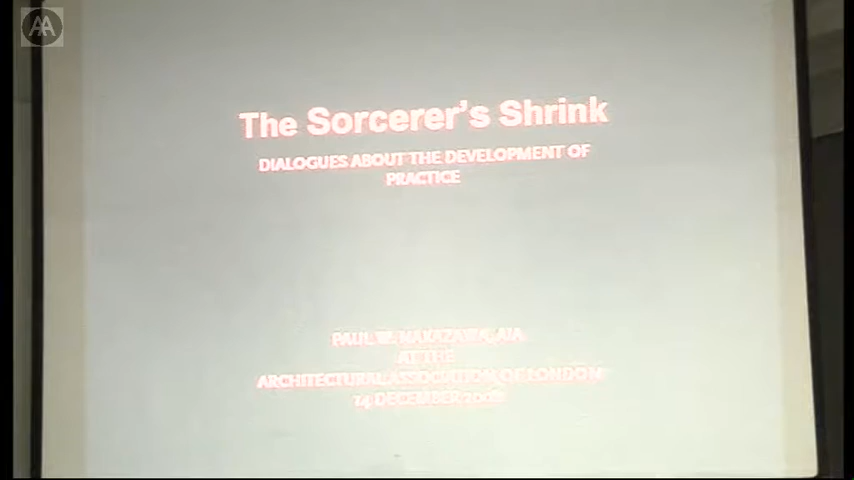 AA
The Sorcerer's Shrink
DIALOGUES ABOUT THE DEVELOPMENT OF
PRACTICE
PAUL W. NAKAZAWA, AIA
AT THE
ARCHITECTURAL ASSOCIATION OF LONDON
14 DECEMBER